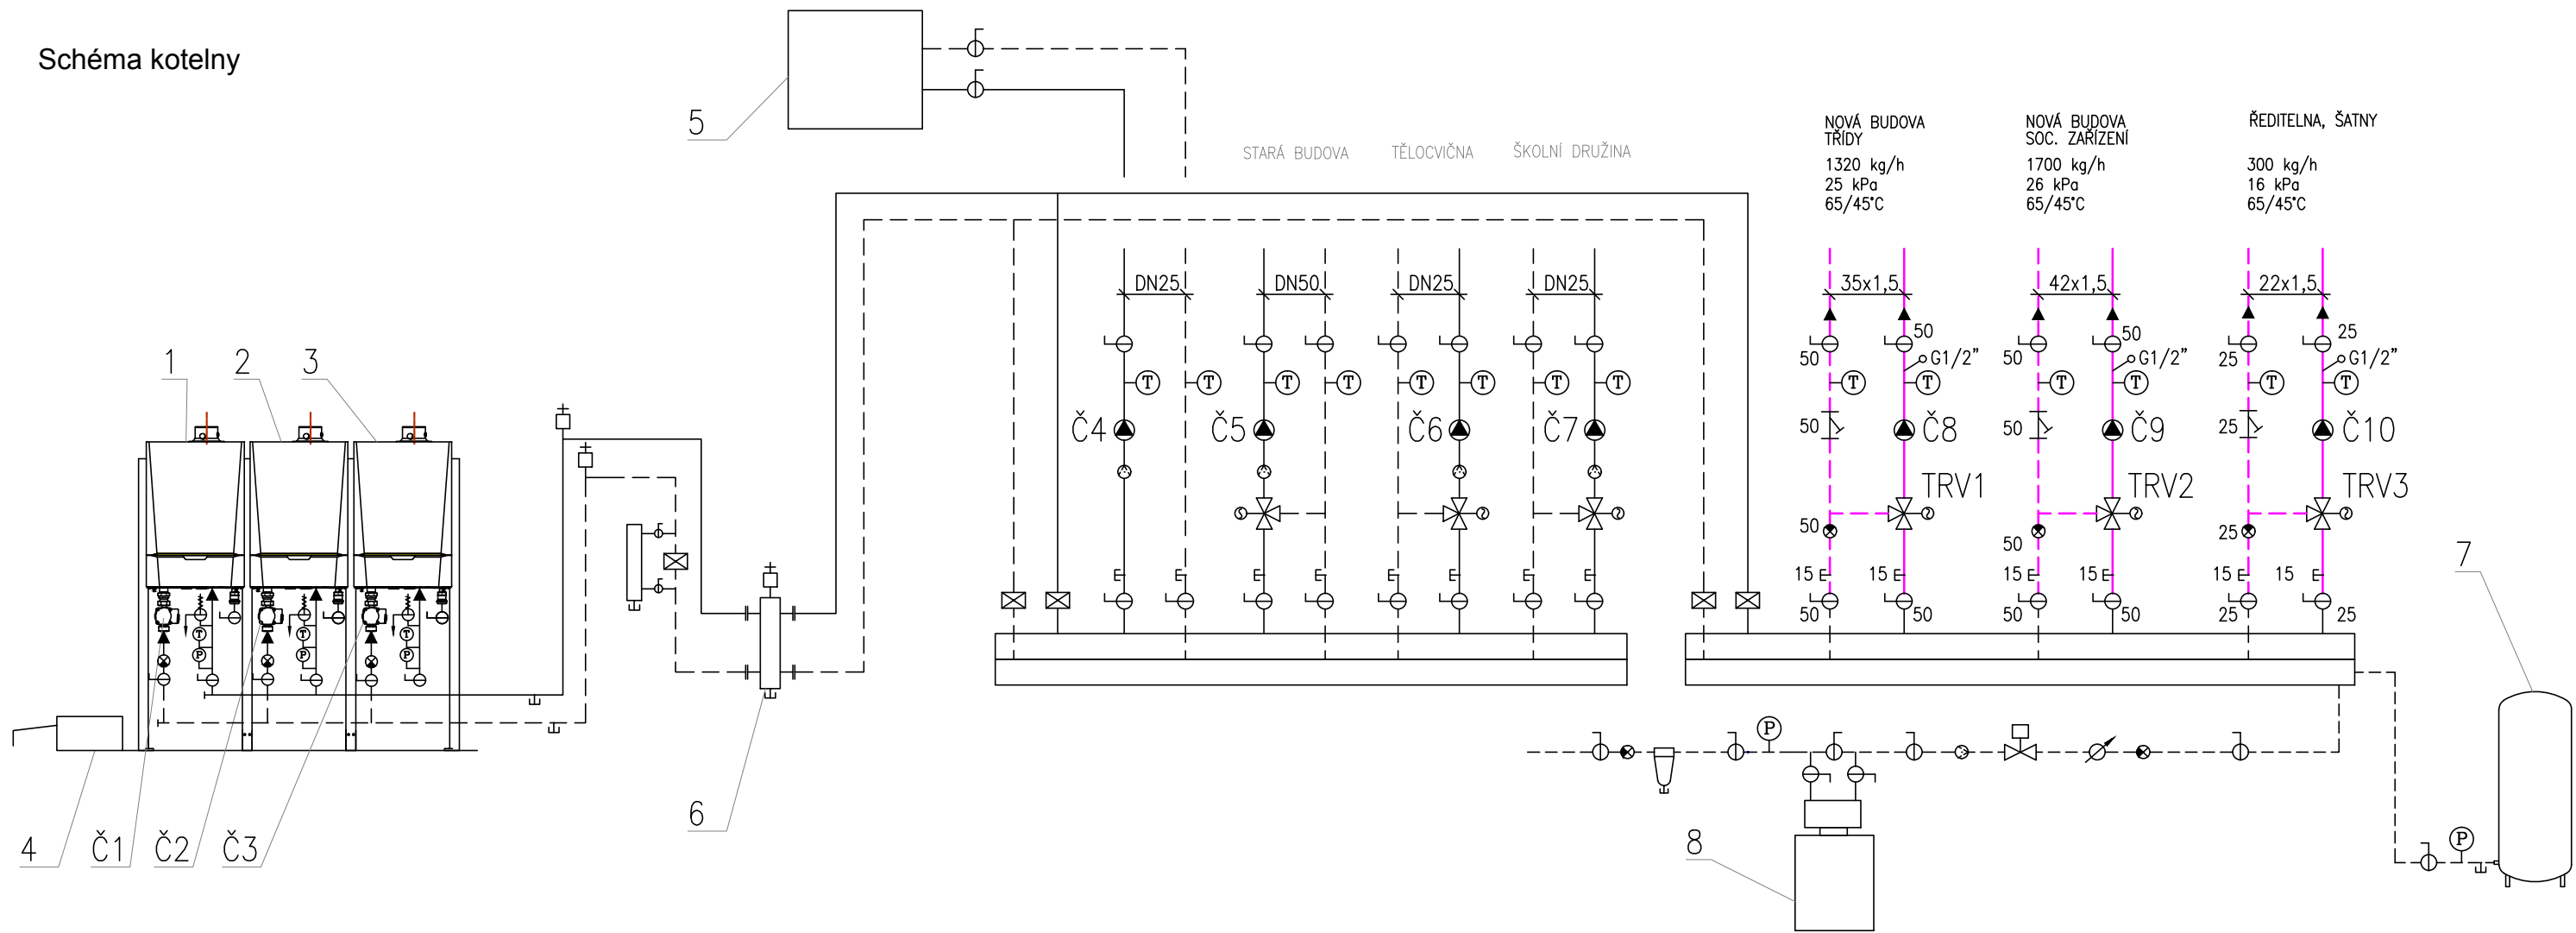 Schéma kotelny
5
STARÁ BUDOVA
TĚLOCVIČNA
ŠKOLNÍ DRUŽINA
NOVÁ BUDOVA
TŘÍDY
1320 kg/h
25 kPa
65/45°C
NOVÁ BUDOVA
SOC. ZAŘÍZENÍ
1700 kg/h
26 kPa
65/45°C
ŘEDITELNA, ŠATNY
300 kg/h
16 kPa
65/45°C
DN25
DN50
DN25
DN25
35x1,5
42x1,5
22x1,5
50
50
25
50
50
25
G1/2"
G1/2"
G1/2"
1
2
3
T
T
T
T
T
T
T
T
T
T
T
T
T
T
Č4
Č5
Č6
Č7
50
Č8
50
Č9
25
Č10
TRV1
TRV2
TRV3
50
50
25
15
15
15
15
15
15
50
50
50
50
25
25
T
T
T
P
P
P
7
P
6
4
Č1
Č2
Č3
8
P